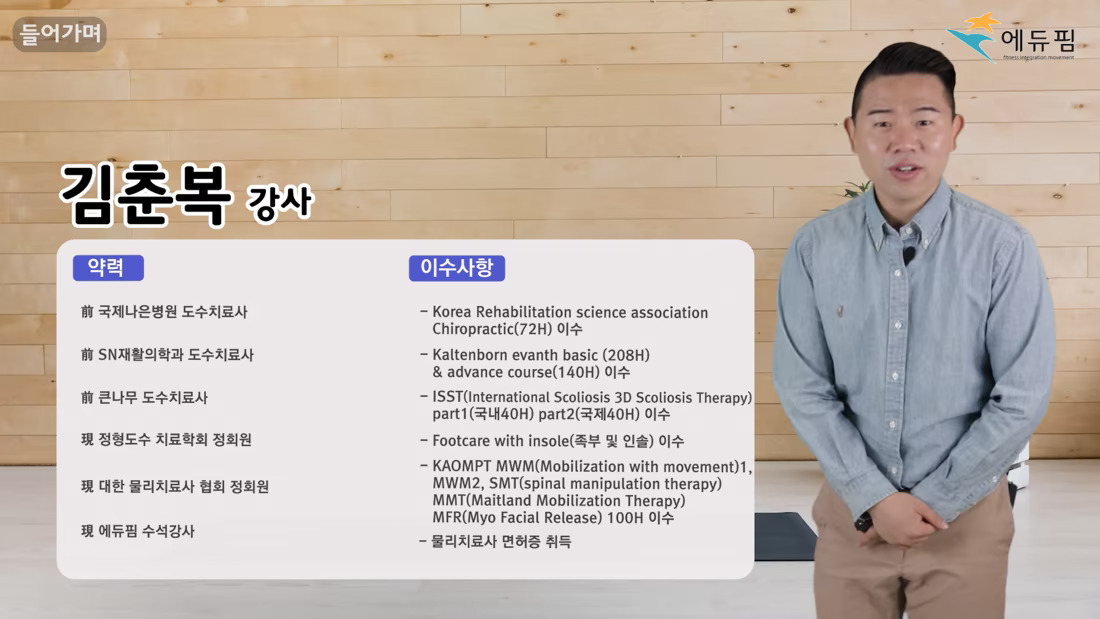 들어가며
에듀핌
fitness integration movement
김춘복 강사
약력
前 국제나은병원 도수치료사
前 SN재활의학과 도수치료사
前 큰나무 도수치료사
現 정형도수 치료학회 정회원
現 대한 물리치료사 협회 정회원
現 에듀핌 수석강사
이수사항
- Korea Rehabilitation science association
Chiropractic(72H) 이수
- Kaltenborn evanth basic (208H)
& advance course(140H) 이수
- ISST(International Scoliosis 3D Scoliosis Therapy)
part1(국내40H) part2(국제40H) 이수
- Footcare with insole(족부 및 인솔) 이수
- KAOMPT MWM(Mobilization with movement)1,
MWM2, SMT(spinal manipulation therapy)
MMT(Maitland Mobilization Therapy)
MFR(Myo Facial Release) 100H 이수
- 물리치료사 면허증 취득